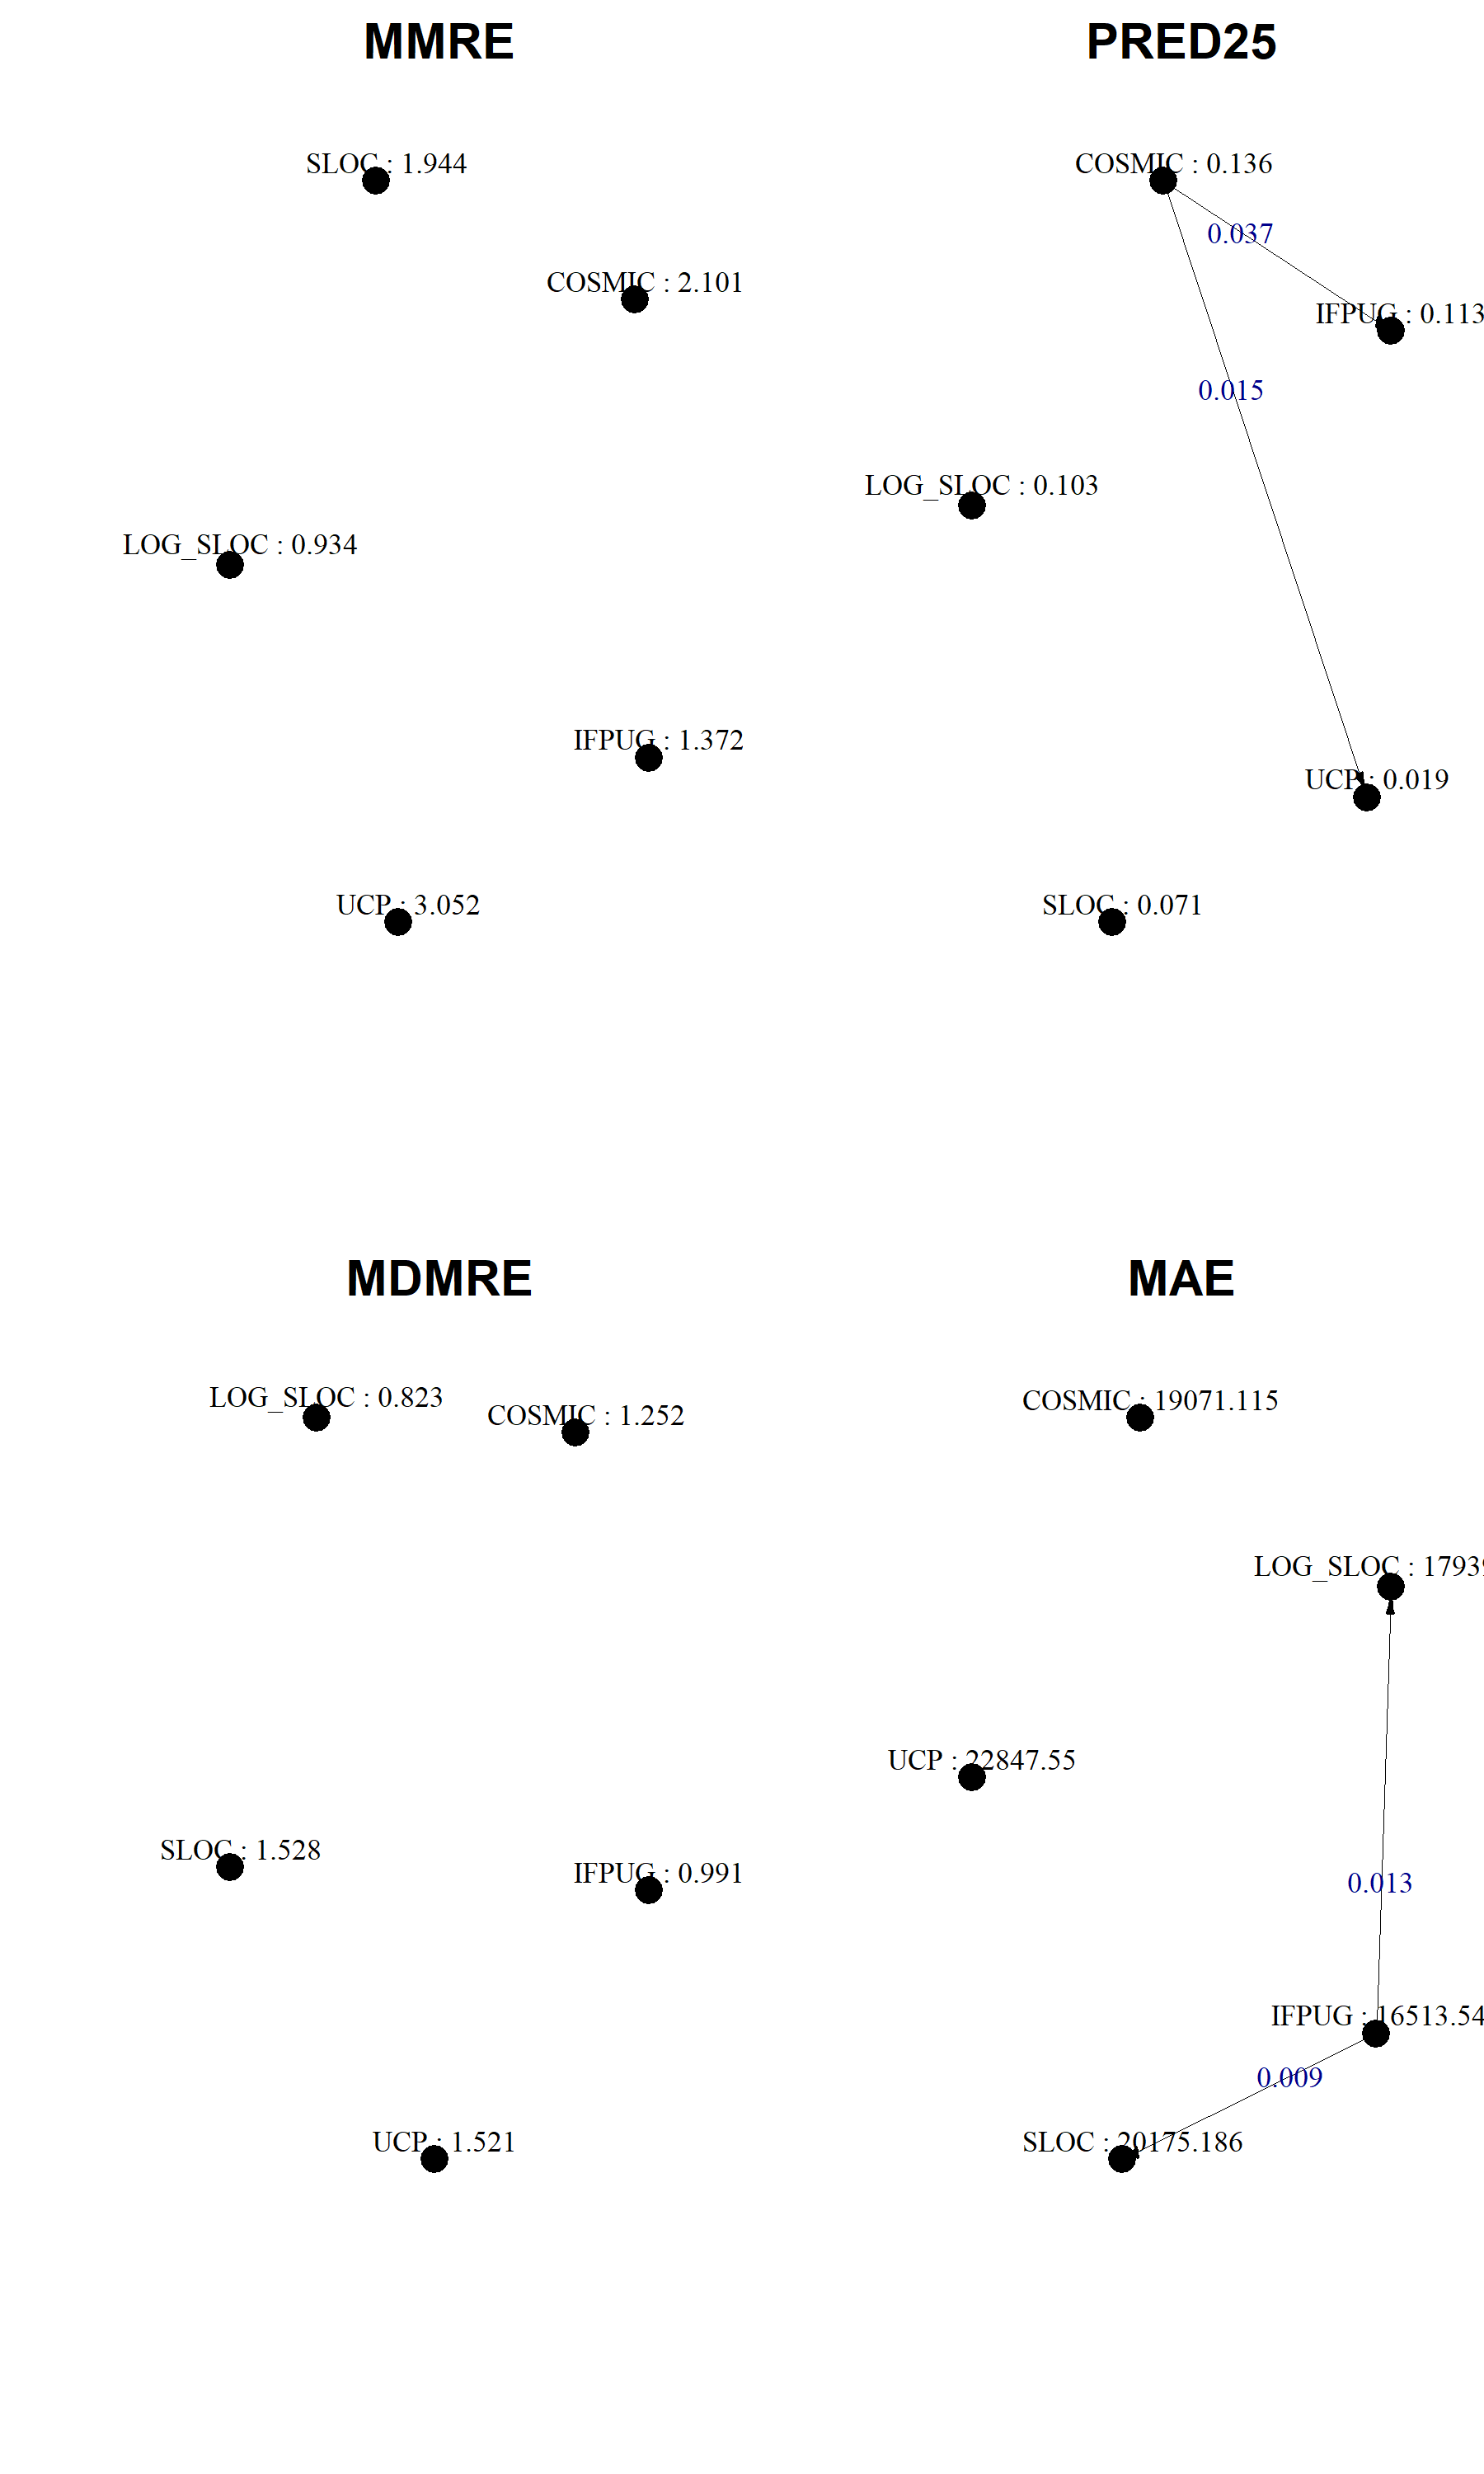 MMRE
SLOC : 1.944
COSMIC : 2.101
LOG_SLOC : 0.934
IFPUG : 1.372
UCP : 3.052
PRED25
COSMIC : 0.136
0.037
IFPUG : 0.113
0.015
LOG_SLOC : 0.103
UCP : 0.019
SLOC : 0.071
MDMRE
LOG_SLOC : 0.823
COSMIC : 1.252
SLOC : 1.528
IFPUG : 0.991
UCP : 1.521
MAE
COSMIC : 19071.115
LOG_SLOC :
UCP : 22847.55
0.013
IFPUG : 16513.54
0.009
SLOC : 20175.186